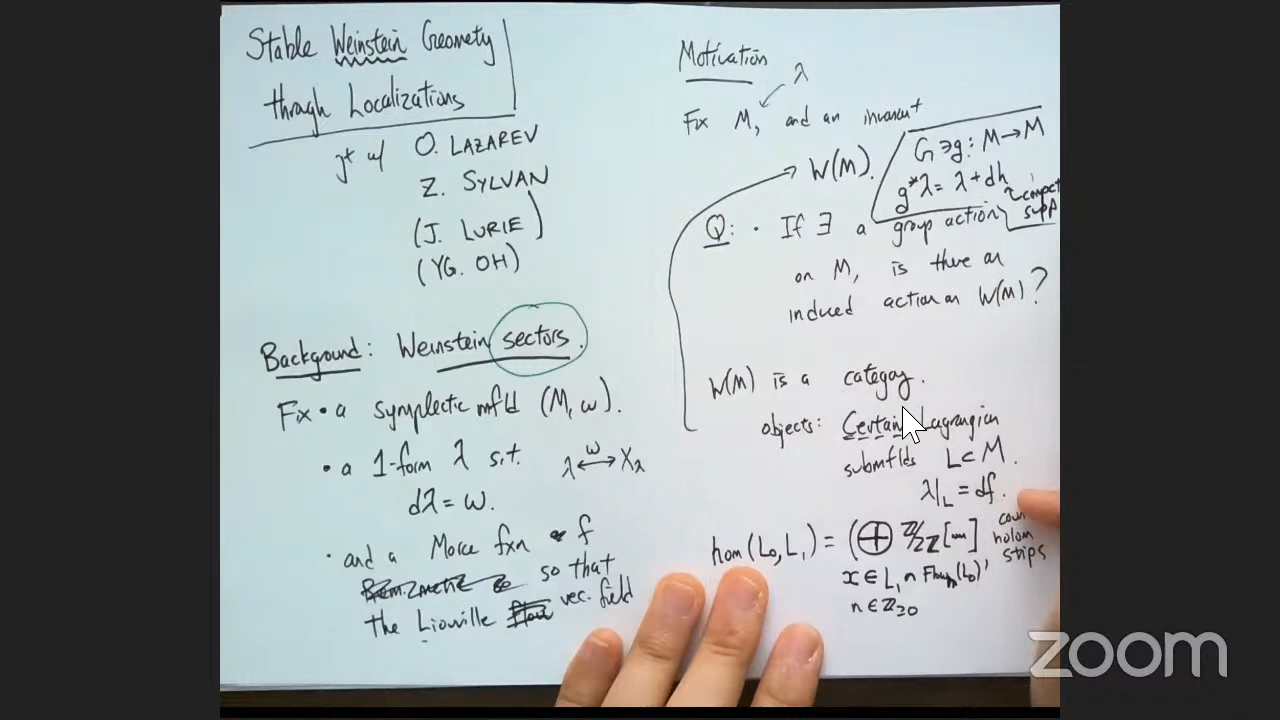 Stable Weinstein Geometry
through Localizations
jt w/ O. LAZAREV
Z. SYLVAN
(J. LURIE)
(YG. OH)
Background: Weinstein sectors.
Fix • a symplectic mfld (M, ω).
• a 1-form λ s.t. λ ↔ X_λ
ω
dλ = ω.
• and a Morse fxn f
so that
the Liouville vec. field
Motivation
λ
Fix M, and an invariant
W(M).
G ∋ g: M → M
g*λ = λ + dh
compact
supp
Q: • If ∃ a group action
on M, is there an
induced action on W(M)?
W(M) is a category.
objects: Certain Lagrangian
submflds L ⊂ M.
λ|_L = df.
hom(L₀, L₁) = (⊕ Z/2Z [
holom
strips
x ∈ L₁ ∩ Flow_n(L₀),
n ∈ Z≥0
zoom